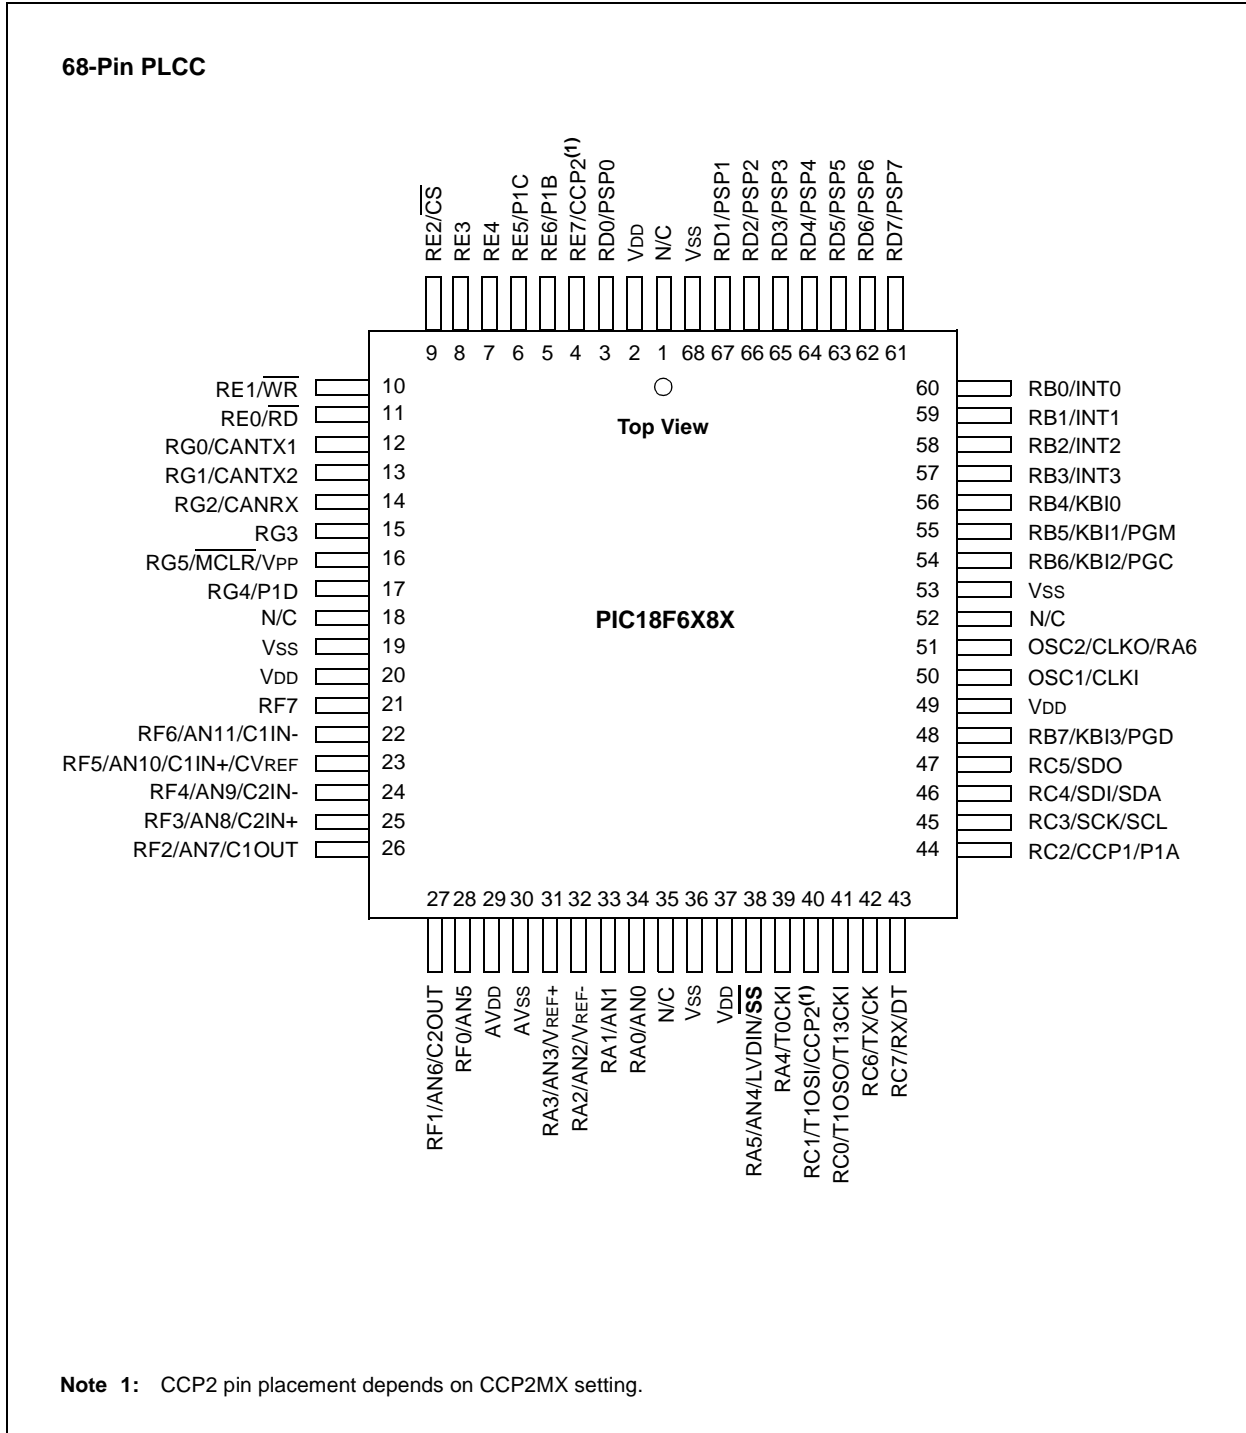 68-Pin PLCC
RE2/CS
RE3
RE4
RE5/P1C
RE6/P1B
RE7/CCP2(1)
RD0/PSP0
VDD
N/C
VSS
RD1/PSP1
RD2/PSP2
RD3/PSP3
RD4/PSP4
RD5/PSP5
RD6/PSP6
RD7/PSP7
9 8 7 6 5 4 3 2 1 68 67 66 65 64 63 62 61
Top View
PIC18F6X8X
RE1/WR 10
RE0/RD 11
RG0/CANTX1 12
RG1/CANTX2 13
RG2/CANRX 14
RG3 15
RG5/MCLR/VPP 16
RG4/P1D 17
N/C 18
VSS 19
VDD 20
RF7 21
RF6/AN11/C1IN- 22
RF5/AN10/C1IN+/CVREF 23
RF4/AN9/C2IN- 24
RF3/AN8/C2IN+ 25
RF2/AN7/C1OUT 26
60 RB0/INT0
59 RB1/INT1
58 RB2/INT2
57 RB3/INT3
56 RB4/KBI0
55 RB5/KBI1/PGM
54 RB6/KBI2/PGC
53 VSS
52 N/C
51 OSC2/CLKO/RA6
50 OSC1/CLKI
49 VDD
48 RB7/KBI3/PGD
47 RC5/SDO
46 RC4/SDI/SDA
45 RC3/SCK/SCL
44 RC2/CCP1/P1A
27 28 29 30 31 32 33 34 35 36 37 38 39 40 41 42 43
RF1/AN6/C2OUT
RF0/AN5
AVDD
AVSS
RA3/AN3/VREF+
RA2/AN2/VREF-
RA1/AN1
RA0/AN0
N/C
VSS
VDD
RA5/AN4/LVDIN/SS
RA4/T0CKI
RC1/T1OSI/CCP2(1)
RC0/T1OSO/T13CKI
RC6/TX/CK
RC7/RX/DT
Note 1: CCP2 pin placement depends on CCP2MX setting.